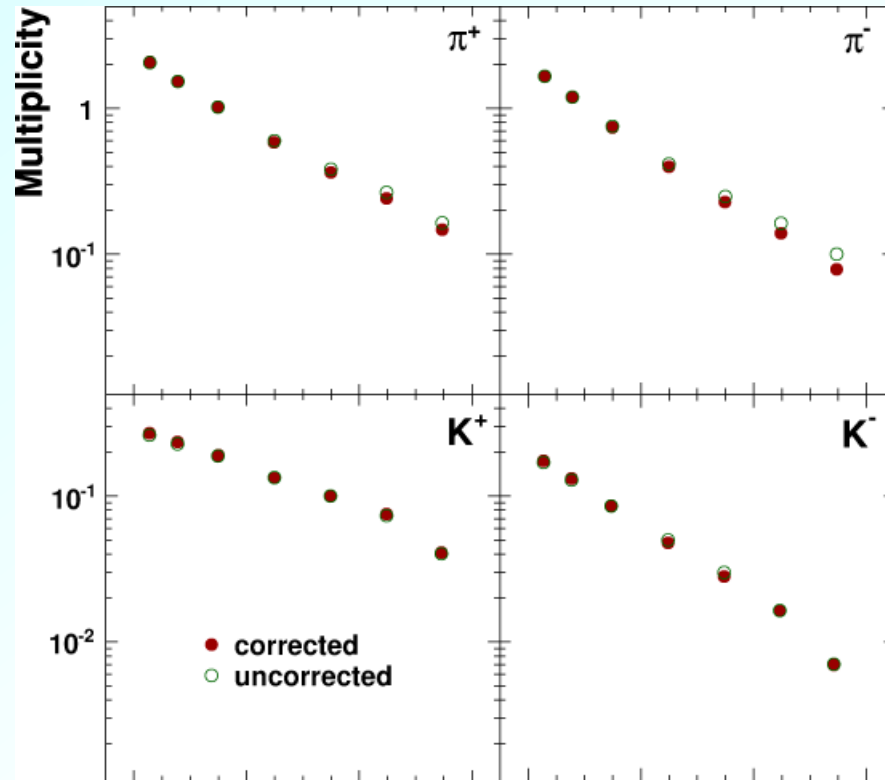 Multiplicity
π⁺
π⁻
1
10⁻¹
K⁺
K⁻
10⁻¹
10⁻²
corrected
uncorrected